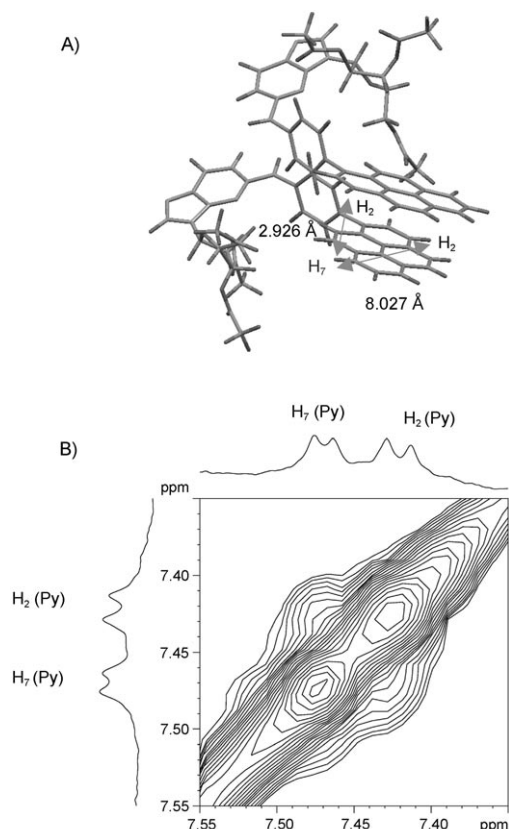 A)
H2
2.926 Å
H2
H7
8.027 Å
B)
H7 (Py)
H2 (Py)
ppm
7.40
H2 (Py)
7.45
H7 (Py)
7.50
7.55
7.55
7.50
7.45
7.40
ppm